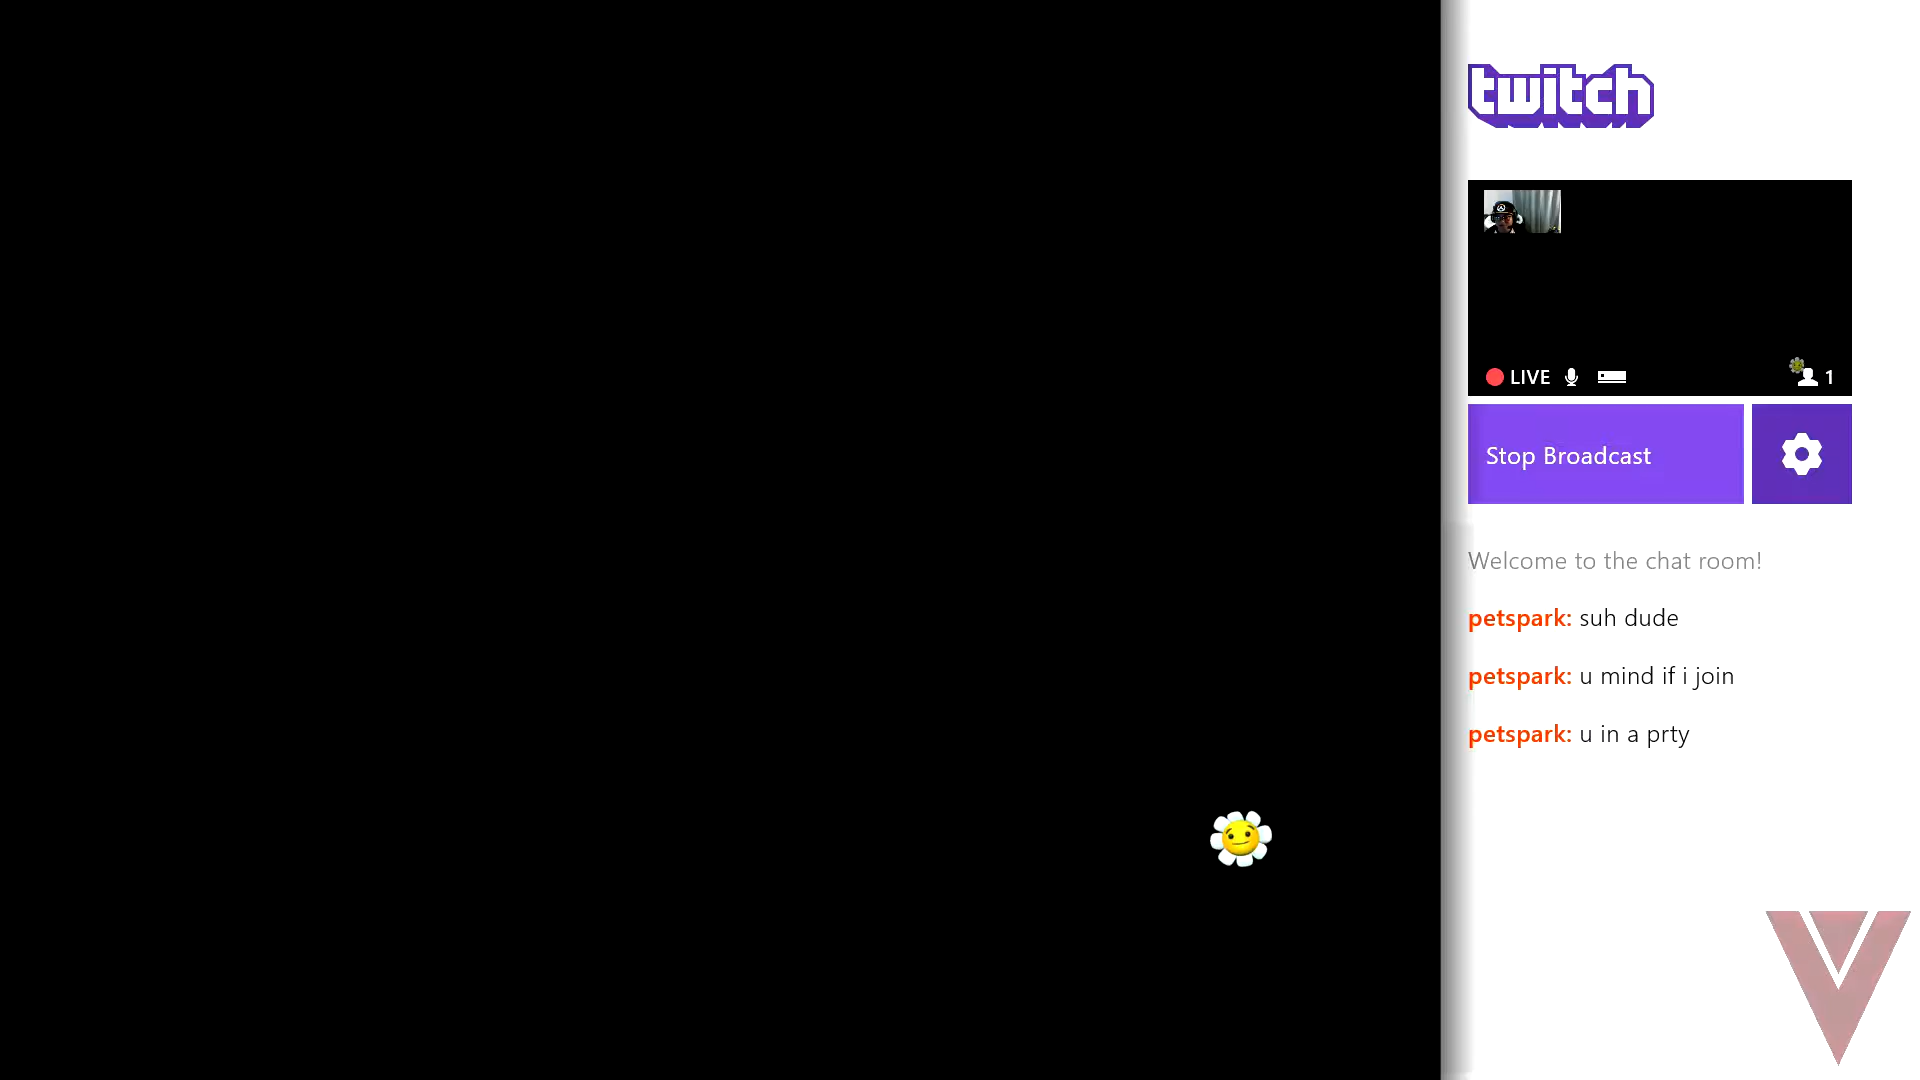 twitch
LIVE 1
Stop Broadcast
Welcome to the chat room!
petspark: suh dude
petspark: u mind if i join
petspark: u in a prty
V